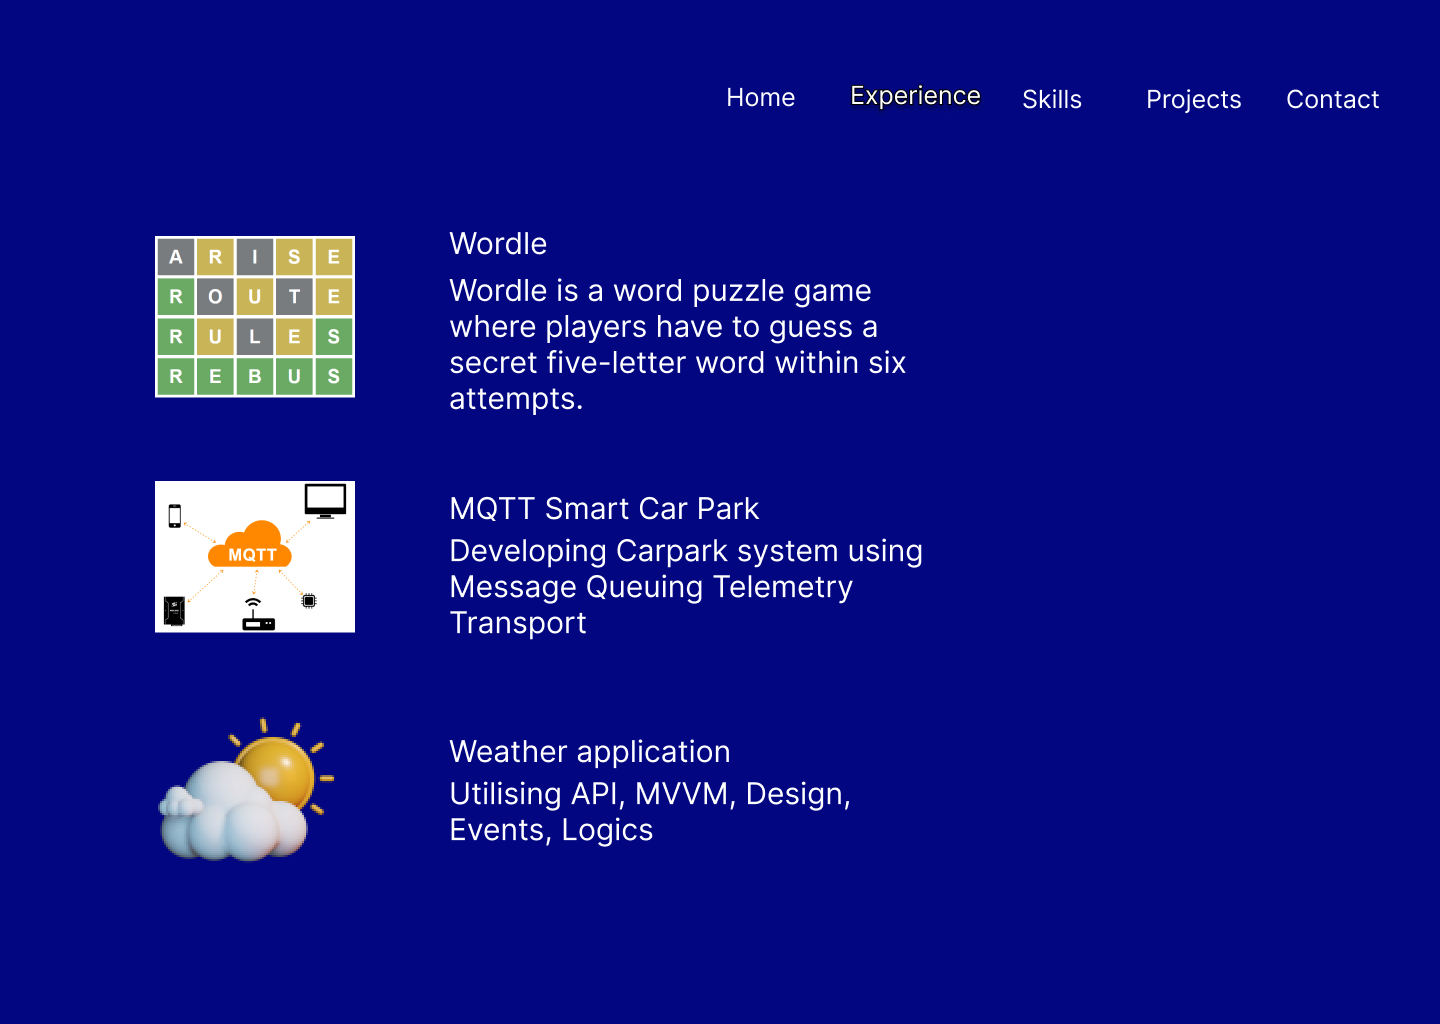 Home Experience Skills Projects Contact
A R I S E
R O U T E
R U L E S
R E B U S
Wordle
Wordle is a word puzzle game
where players have to guess a
secret five-letter word within six
attempts.
MQTT
MQTT Smart Car Park
Developing Carpark system using
Message Queuing Telemetry
Transport
Weather application
Utilising API, MVVM, Design,
Events, Logics